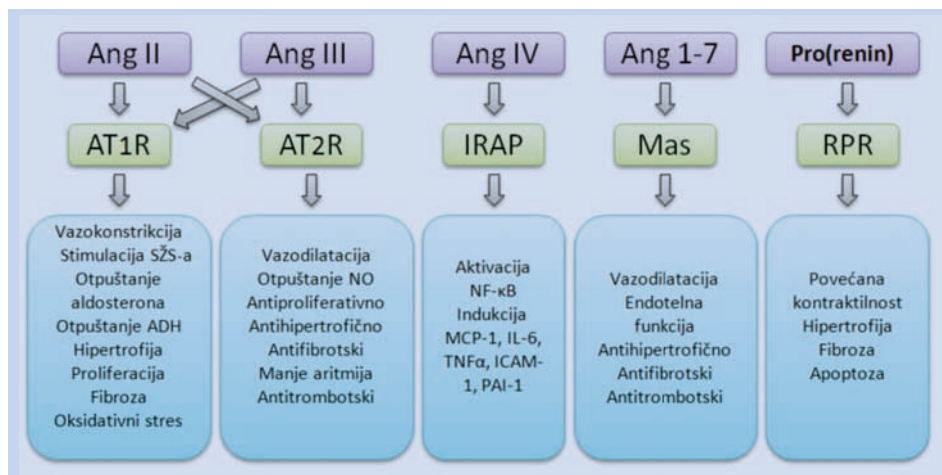 Ang II
Ang III
Ang IV
Ang 1-7
Pro(renin)
AT1R
AT2R
IRAP
Mas
RPR
Vazokonstrikcija
Stimulacija SŽS-a
Otpuštanje
aldosterona
Otpuštanje ADH
Hipertrofija
Proliferacija
Fibroza
Oksidativni stres
Vazodilatacija
Otpuštanje NO
Antiproliferativno
Antihipertrofično
Antifibrotski
Manje aritmija
Antitrombotski
Aktivacija
NF-κB
Indukcija
MCP-1, IL-6,
TNFα, ICAM-
1, PAI-1
Vazodilatacija
Endotelna
funkcija
Antihipertrofično
Antifibrotski
Antitrombotski
Povećana
kontraktilnost
Hipertrofija
Fibroza
Apoptoza